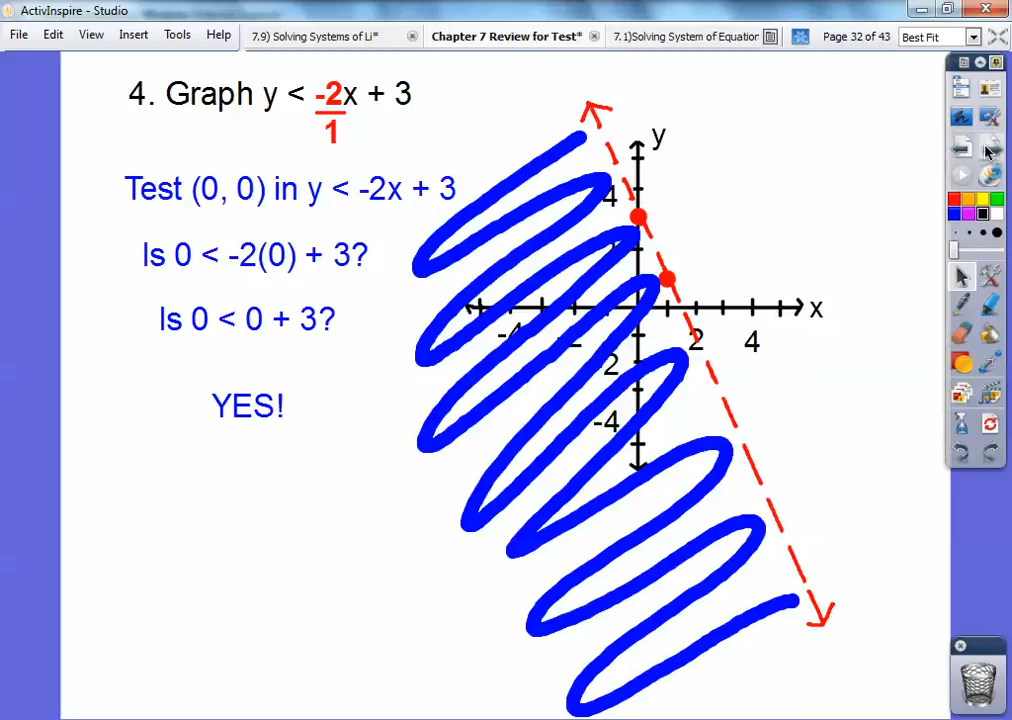 ActivInspire - Studio
File Edit View Insert Tools Help 7.9) Solving Systems of Li* Chapter 7 Review for Test* 7.1)Solving System of Equation Page 32 of 43 Best Fit
4. Graph y < -2x + 3
1
Test (0, 0) in y < -2x + 3
Is 0 < -2(0) + 3?
Is 0 < 0 + 3?
YES!
y
4
x
-4
2
4
-2
-4